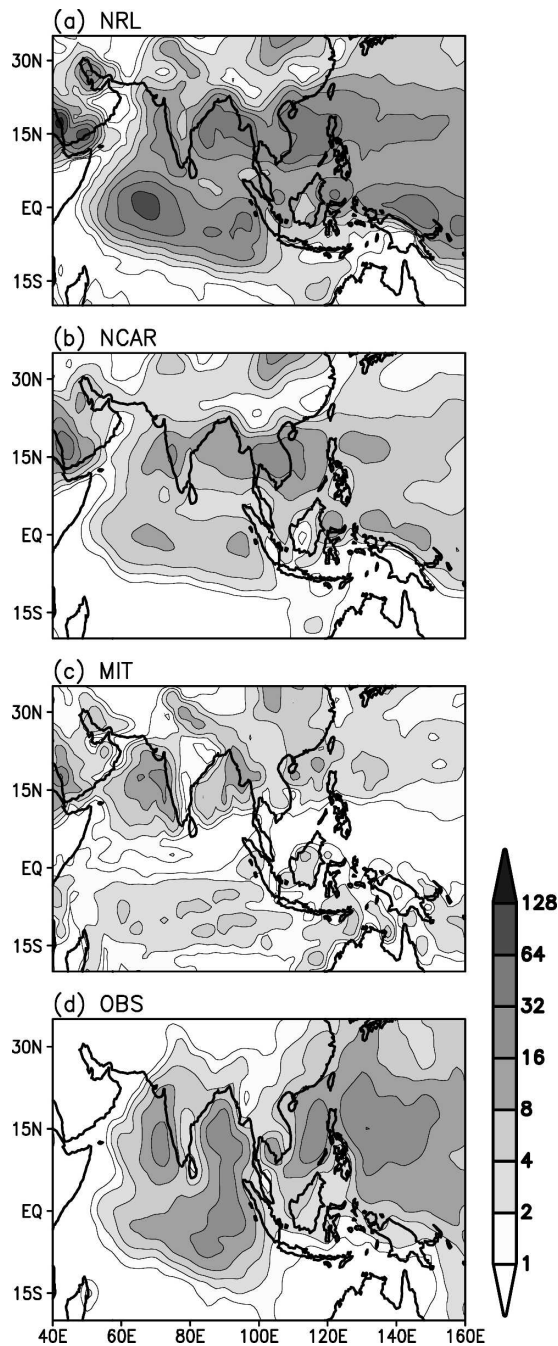 (a) NRL
30N
15N
EQ
15S
(b) NCAR
30N
15N
EQ
15S
(c) MIT
30N
15N
EQ
15S
(d) OBS
30N
15N
EQ
15S
40E 60E 80E 100E 120E 140E 160E
128
64
32
16
8
4
2
1